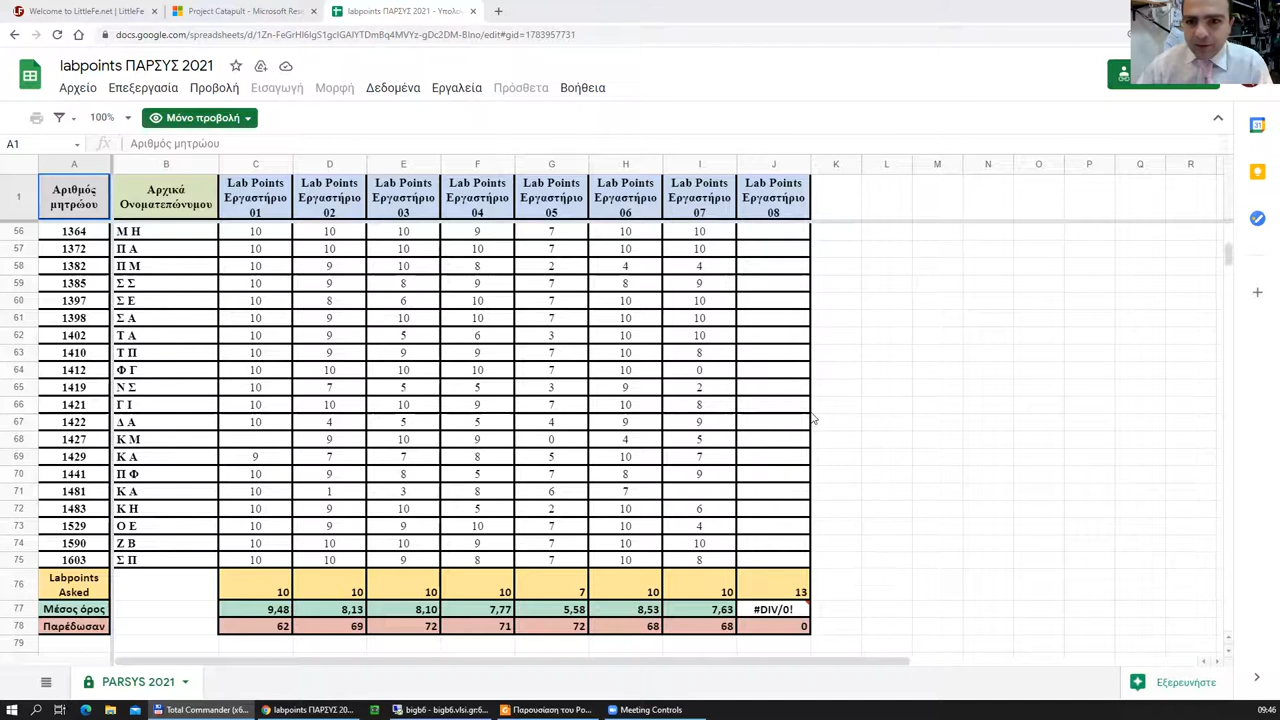 Welcome to LittleFe.net | LittleFe
Project Catapult - Microsoft Rese
labpoints ΠΑΡΣΥΣ 2021 - Υπολο
labpoints ΠΑΡΣΥΣ 2021
Αρχείο Επεξεργασία Προβολή Εισαγωγή Μορφή Δεδομένα Εργαλεία Πρόσθετα Βοήθεια
100% Μόνο προβολή
A1 fx Αριθμός μητρώου
A B C D E F G H I J K L M N O P Q R
1
Αριθμός μητρώου
Αρχικά Ονοματεπώνυμου
Lab Points Εργαστήριο 01
Lab Points Εργαστήριο 02
Lab Points Εργαστήριο 03
Lab Points Εργαστήριο 04
Lab Points Εργαστήριο 05
Lab Points Εργαστήριο 06
Lab Points Εργαστήριο 07
Lab Points Εργαστήριο 08
56 1364 Μ Η 10 10 10 9 7 10 10
57 1372 Π Α 10 10 10 10 7 10 10
58 1382 Π Μ 10 9 10 8 2 4 4
59 1385 Σ Σ 10 9 8 9 7 8 9
60 1397 Σ Ε 10 8 6 10 7 10 10
61 1398 Σ Α 10 9 10 10 7 10 10
62 1402 Τ Α 10 9 5 6 3 10 10
63 1410 Τ Π 10 9 9 9 7 10 8
64 1412 Φ Γ 10 10 10 10 7 10 0
65 1419 Ν Σ 10 7 5 5 3 9 2
66 1421 Γ Ι 10 10 10 9 7 10 8
67 1422 Δ Α 10 4 5 5 4 9 9
68 1427 Κ Μ 9 10 9 0 4 5
69 1429 Κ Α 9 7 7 8 5 10 7
70 1441 Π Φ 10 9 8 5 7 8 9
71 1481 Κ Α 10 1 3 8 6 7
72 1483 Κ Η 10 9 10 5 2 10 6
73 1529 Ο Ε 10 9 9 10 7 10 4
74 1590 Ζ Β 10 10 10 9 7 10 10
75 1603 Σ Π 10 10 9 8 7 10 8
76 Labpoints Asked 10 10 10 10 7 10 10 13
77 Μέσος όρος 9,48 8,13 8,10 7,77 5,58 8,53 7,63 #DIV/0!
78 Παρέδωσαν 62 69 72 71 72 68 68 0
79
PARSYS 2021
Εξερευνήστε
Total Commander (x6...
labpoints ΠΑΡΣΥΣ 20...
bigb6 - bigb6.vlsi.gr:6...
Παρουσίαση του Po...
Meeting Controls
09:46